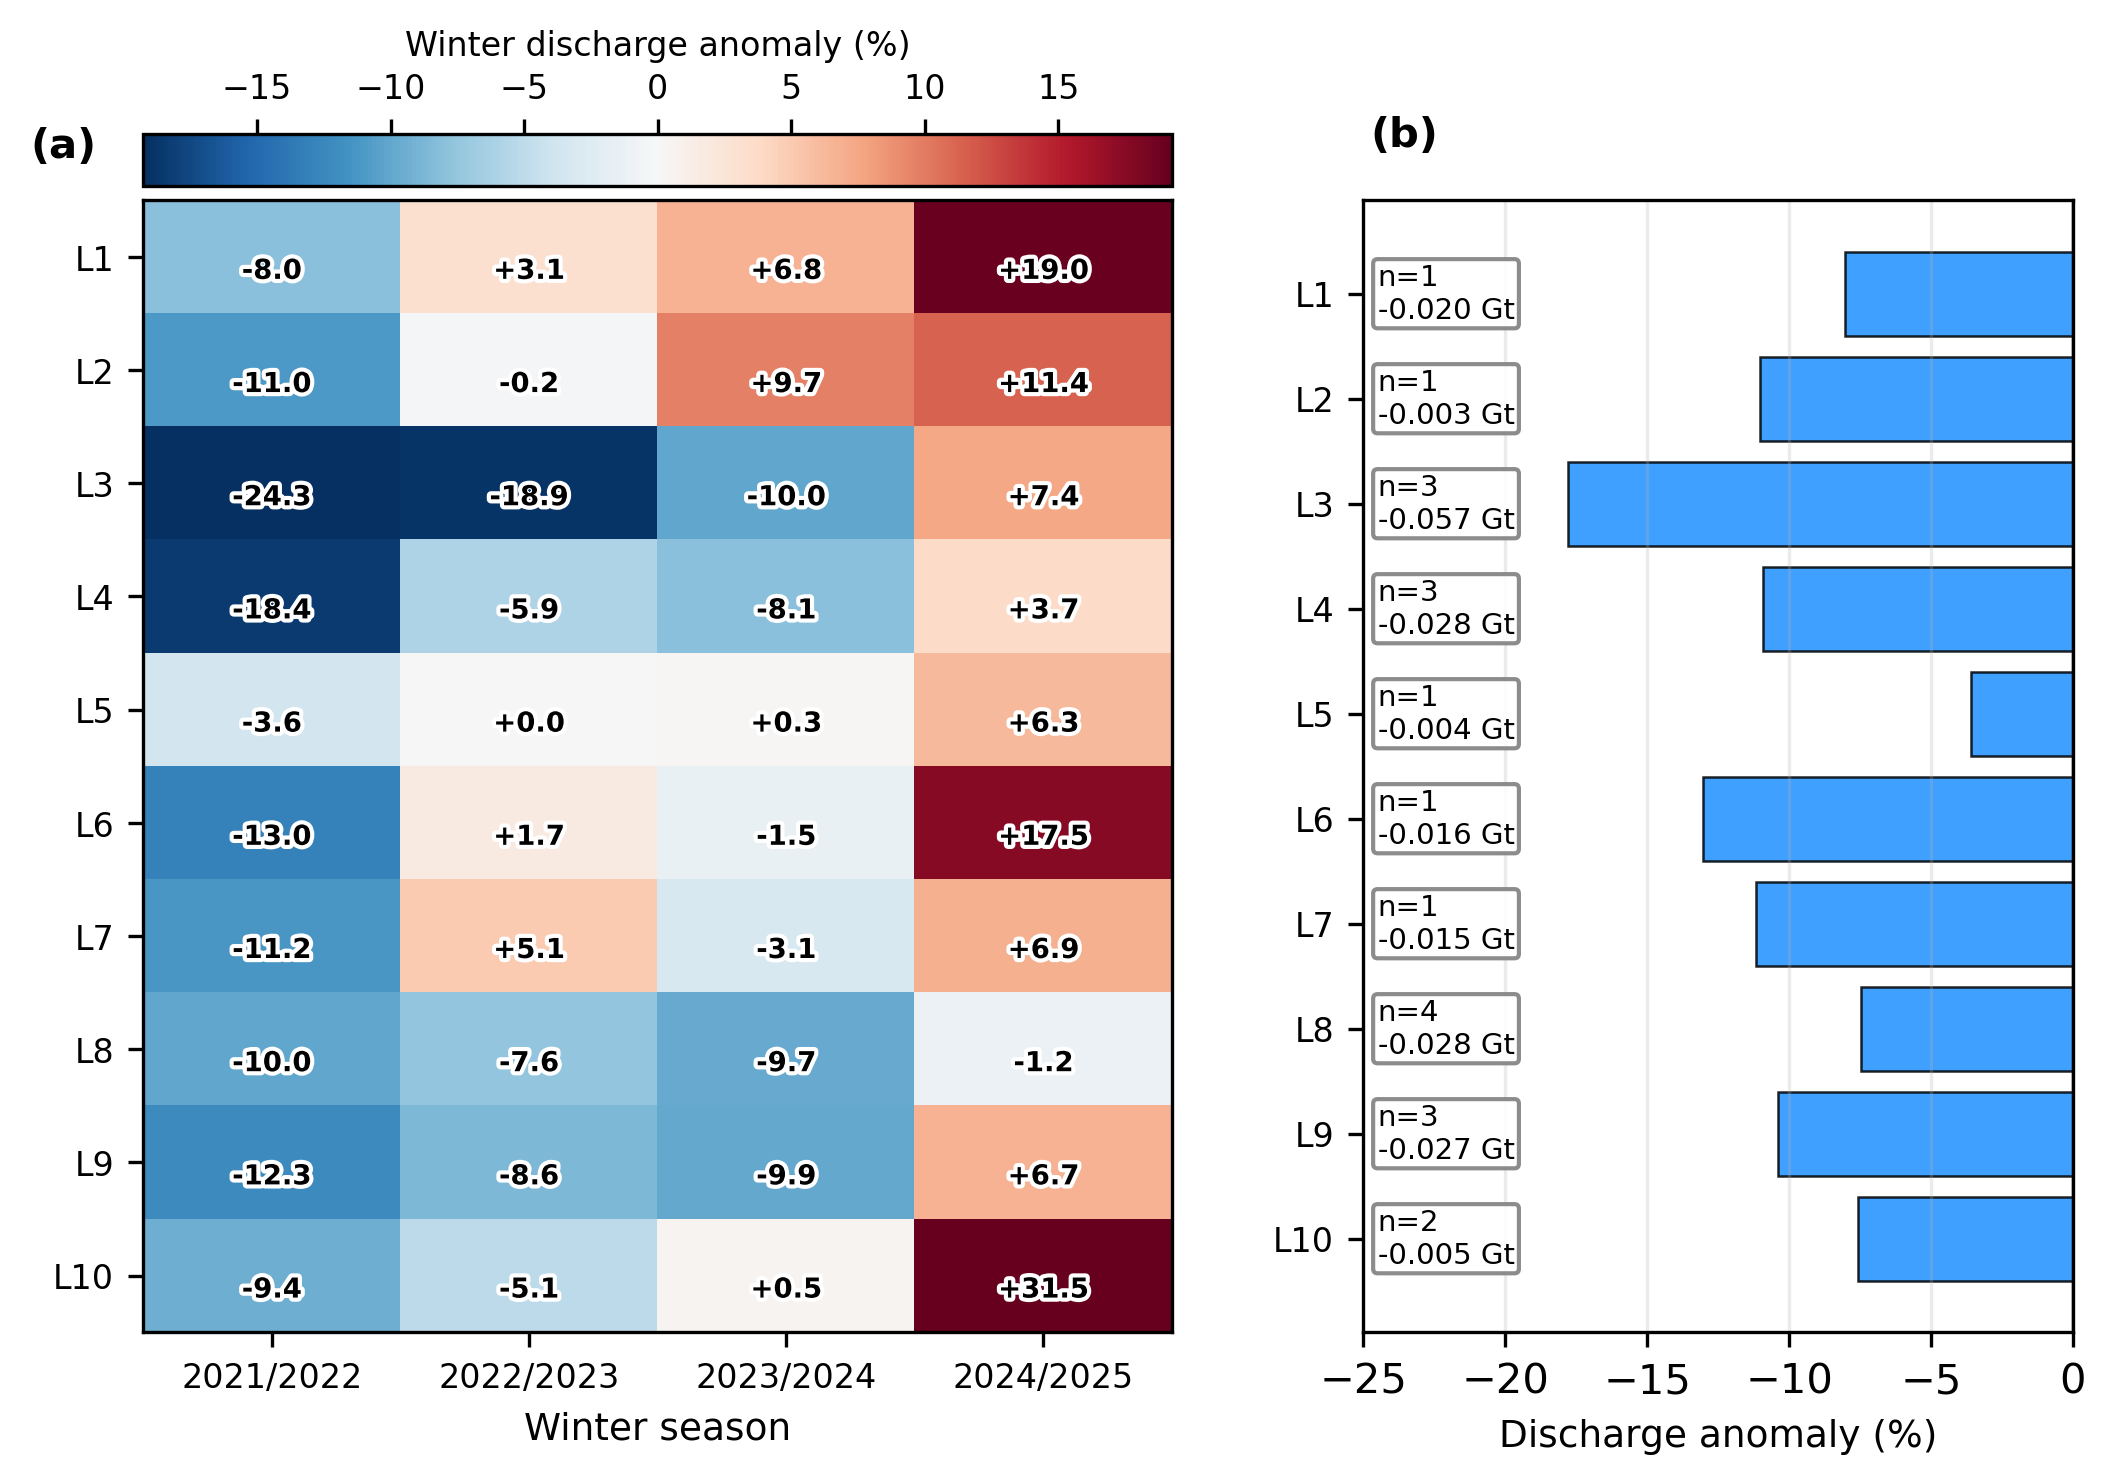 Winter discharge anomaly (%)
−15 −10 −5 0 5 10 15
(a)
L1 -8.0 +3.1 +6.8 +19.0
L2 -11.0 -0.2 +9.7 +11.4
L3 -24.3 -18.9 -10.0 +7.4
L4 -18.4 -5.9 -8.1 +3.7
L5 -3.6 +0.0 +0.3 +6.3
L6 -13.0 +1.7 -1.5 +17.5
L7 -11.2 +5.1 -3.1 +6.9
L8 -10.0 -7.6 -9.7 -1.2
L9 -12.3 -8.6 -9.9 +6.7
L10 -9.4 -5.1 +0.5 +31.5
2021/2022 2022/2023 2023/2024 2024/2025
Winter season
(b)
L1
n=1
-0.020 Gt
L2
n=1
-0.003 Gt
L3
n=3
-0.057 Gt
L4
n=3
-0.028 Gt
L5
n=1
-0.004 Gt
L6
n=1
-0.016 Gt
L7
n=1
-0.015 Gt
L8
n=4
-0.028 Gt
L9
n=3
-0.027 Gt
L10
n=2
-0.005 Gt
−25 −20 −15 −10 −5 0
Discharge anomaly (%)